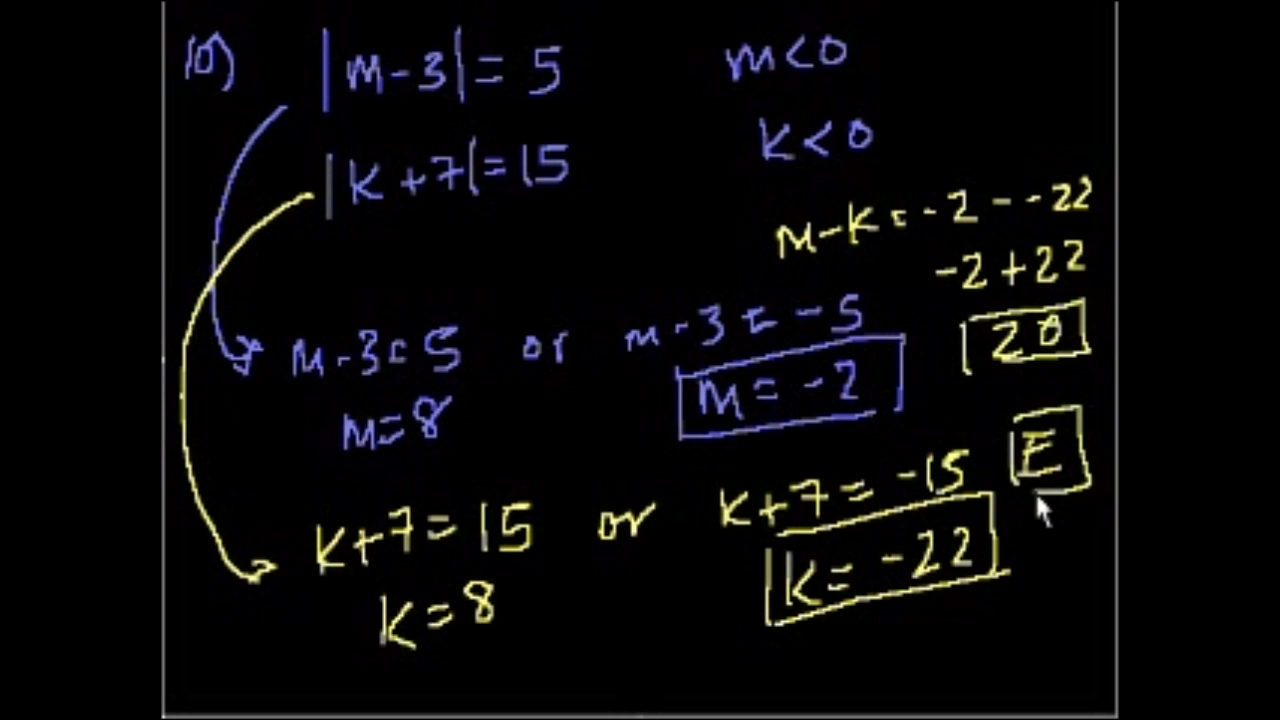 10) |m-3| = 5 m<0
|k+7|=15 k<0
m-k = -2 - -22
-2+22
20
m-3=5 or m-3 = -5
m=8 m = -2
E
k+7=15 or k+7 = -15
k=8 k = -22